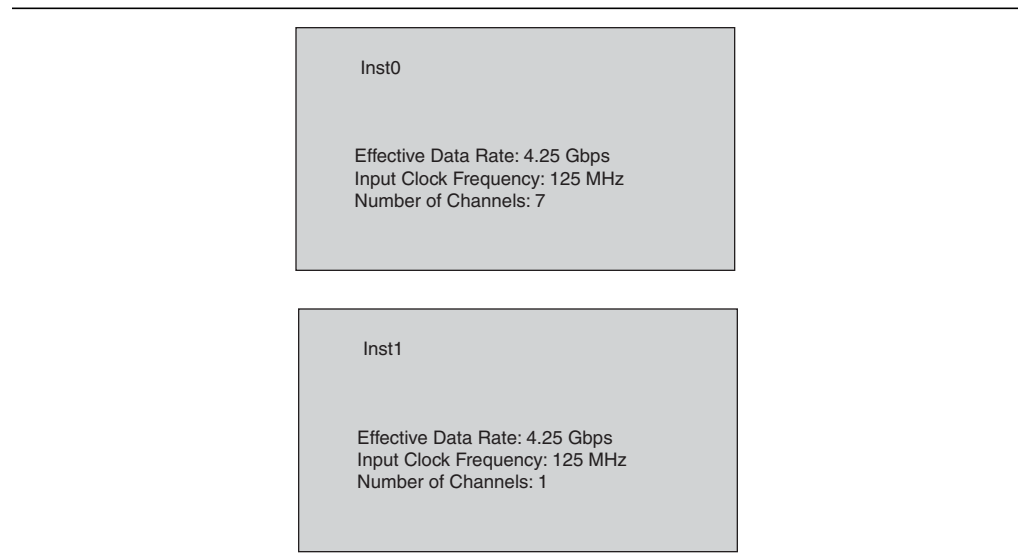 Inst0
Effective Data Rate: 4.25 Gbps
Input Clock Frequency: 125 MHz
Number of Channels: 7
Inst1
Effective Data Rate: 4.25 Gbps
Input Clock Frequency: 125 MHz
Number of Channels: 1